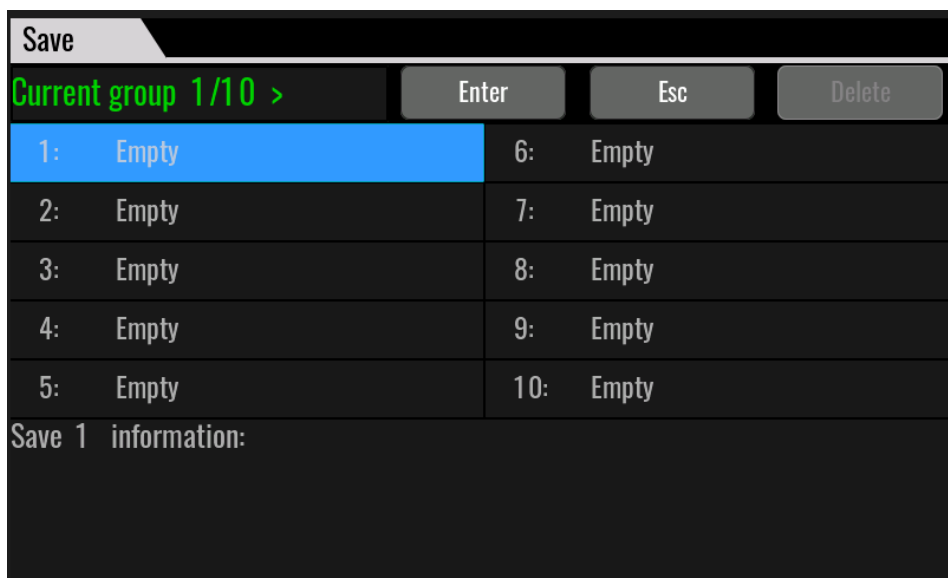 Save
Current group 1/10 > Enter Esc Delete
1: Empty 6: Empty
2: Empty 7: Empty
3: Empty 8: Empty
4: Empty 9: Empty
5: Empty 10: Empty
Save 1 information: